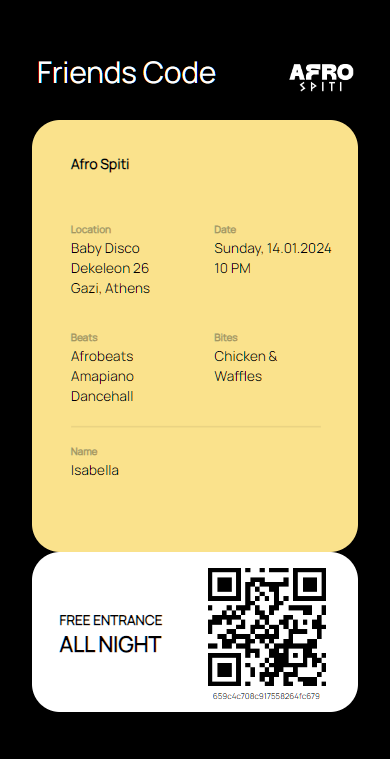 Friends Code
AFRO
SPITI
Afro Spiti
Location
Baby Disco
Dekeleon 26
Gazi, Athens
Date
Sunday, 14.01.2024
10 PM
Beats
Afrobeats
Amapiano
Dancehall
Bites
Chicken &
Waffles
Name
Isabella
FREE ENTRANCE
ALL NIGHT
659c4c708c917558264fc679